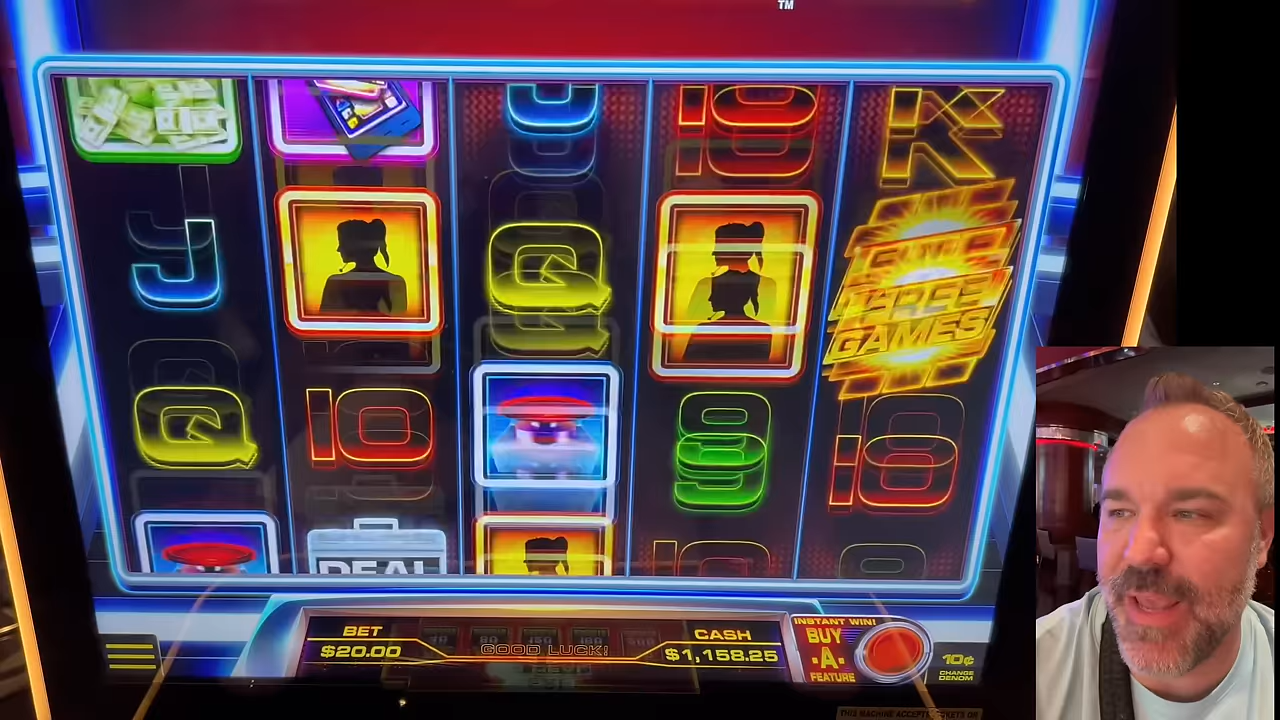 TM
J
10
K
J
Q
GAMES
Q
10
9
10
DEAL
BET
$20.00
GOOD LUCK!
CASH
$1,158.25
INSTANT WIN!
BUY
-A-
FEATURE
10¢
CHANGE
DENOM